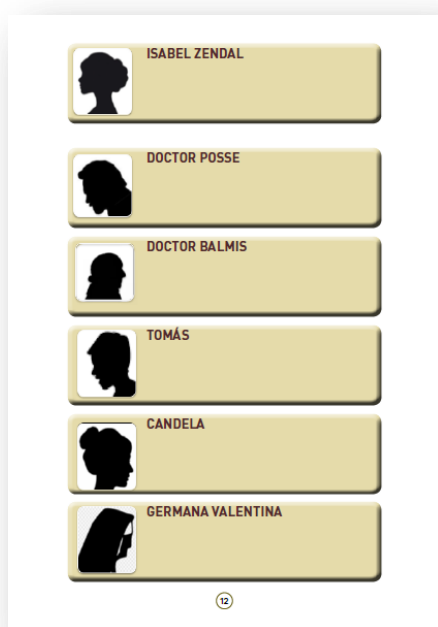 ISABEL ZENDAL
DOCTOR POSSE
DOCTOR BALMIS
TOMÁS
CANDELA
GERMANA VALENTINA
12